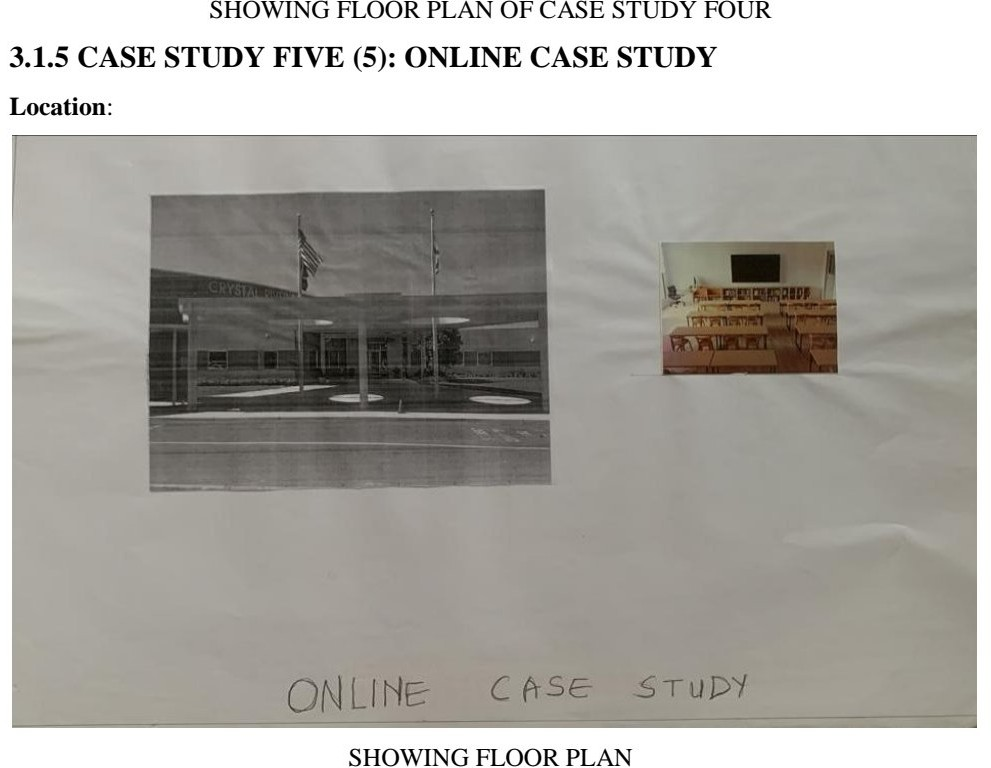 SHOWING FLOOR PLAN OF CASE STUDY FOUR
3.1.5 CASE STUDY FIVE (5): ONLINE CASE STUDY
Location:
CRYSTAL
ONLINE CASE STUDY
SHOWING FLOOR PLAN